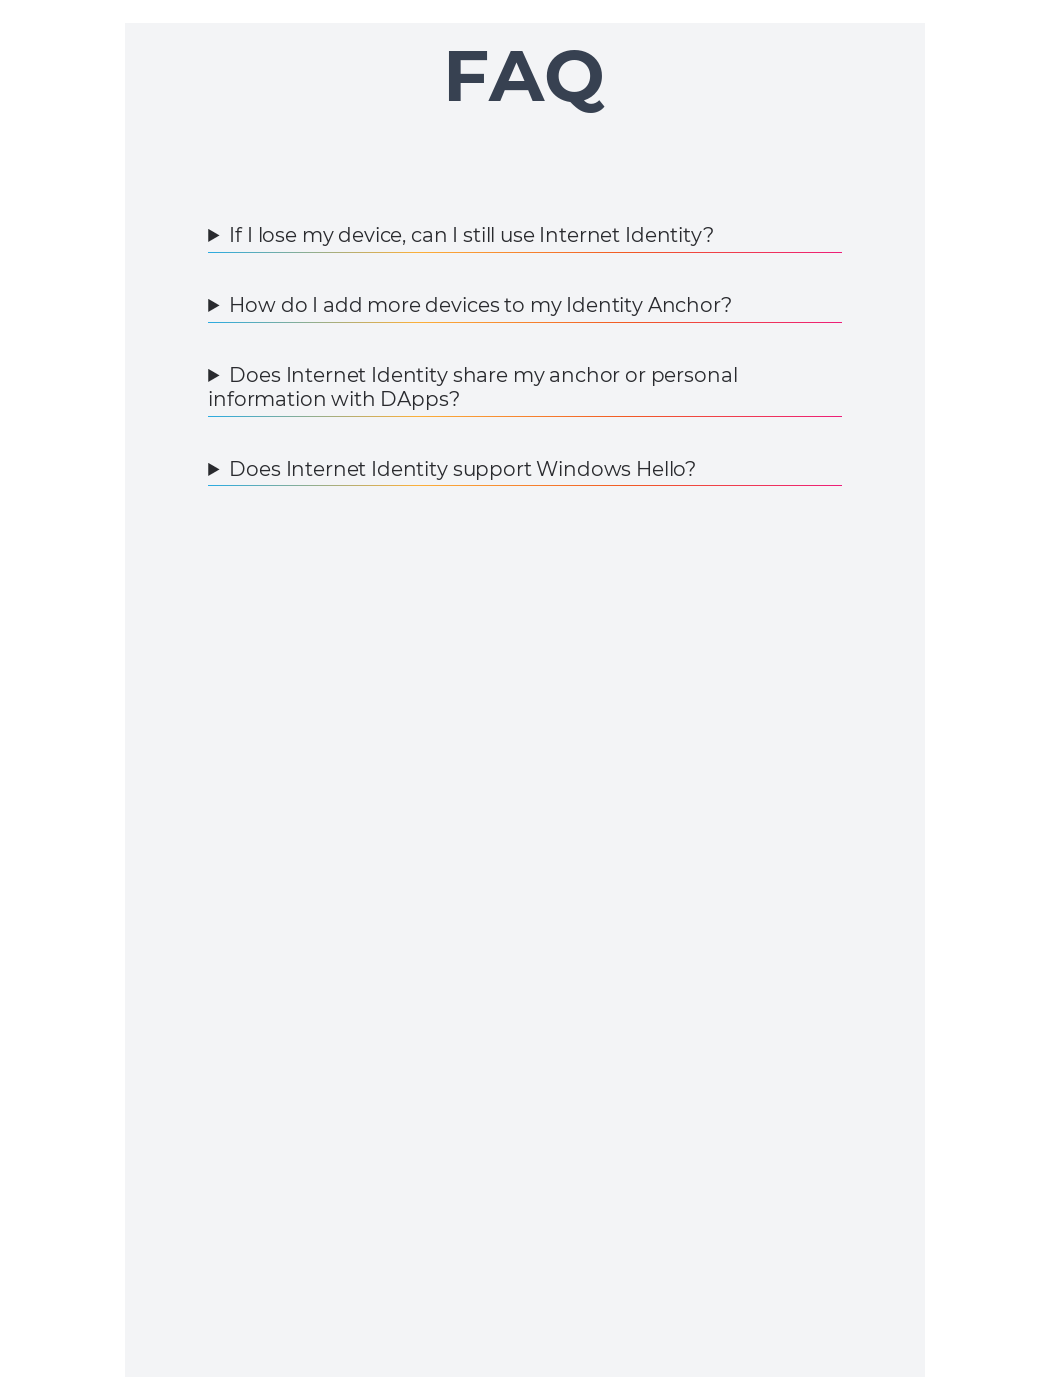 FAQ
If I lose my device, can I still use Internet Identity?
How do I add more devices to my Identity Anchor?
Does Internet Identity share my anchor or personal
information with DApps?
Does Internet Identity support Windows Hello?